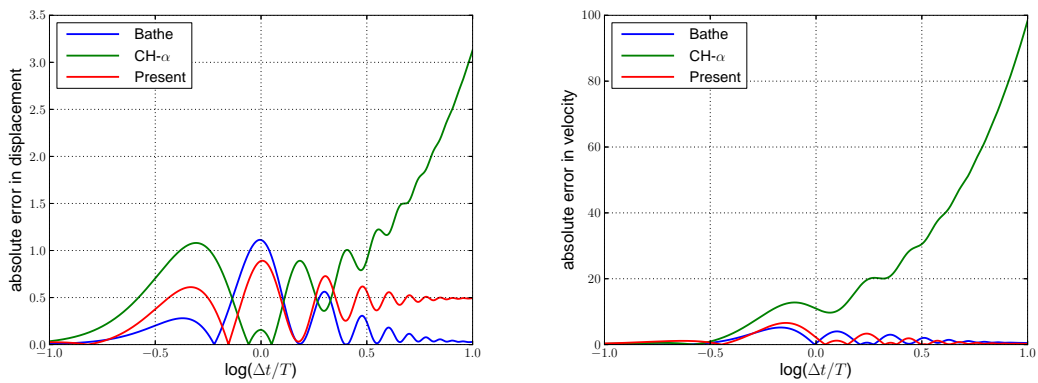 3.5
3.0
2.5
2.0
1.5
1.0
0.5
0.0
−1.0
−0.5
0.0
0.5
1.0
absolute error in displacement
log(Δt/T)
Bathe
CH-α
Present
100
80
60
40
20
0
−1.0
−0.5
0.0
0.5
1.0
absolute error in velocity
log(Δt/T)
Bathe
CH-α
Present